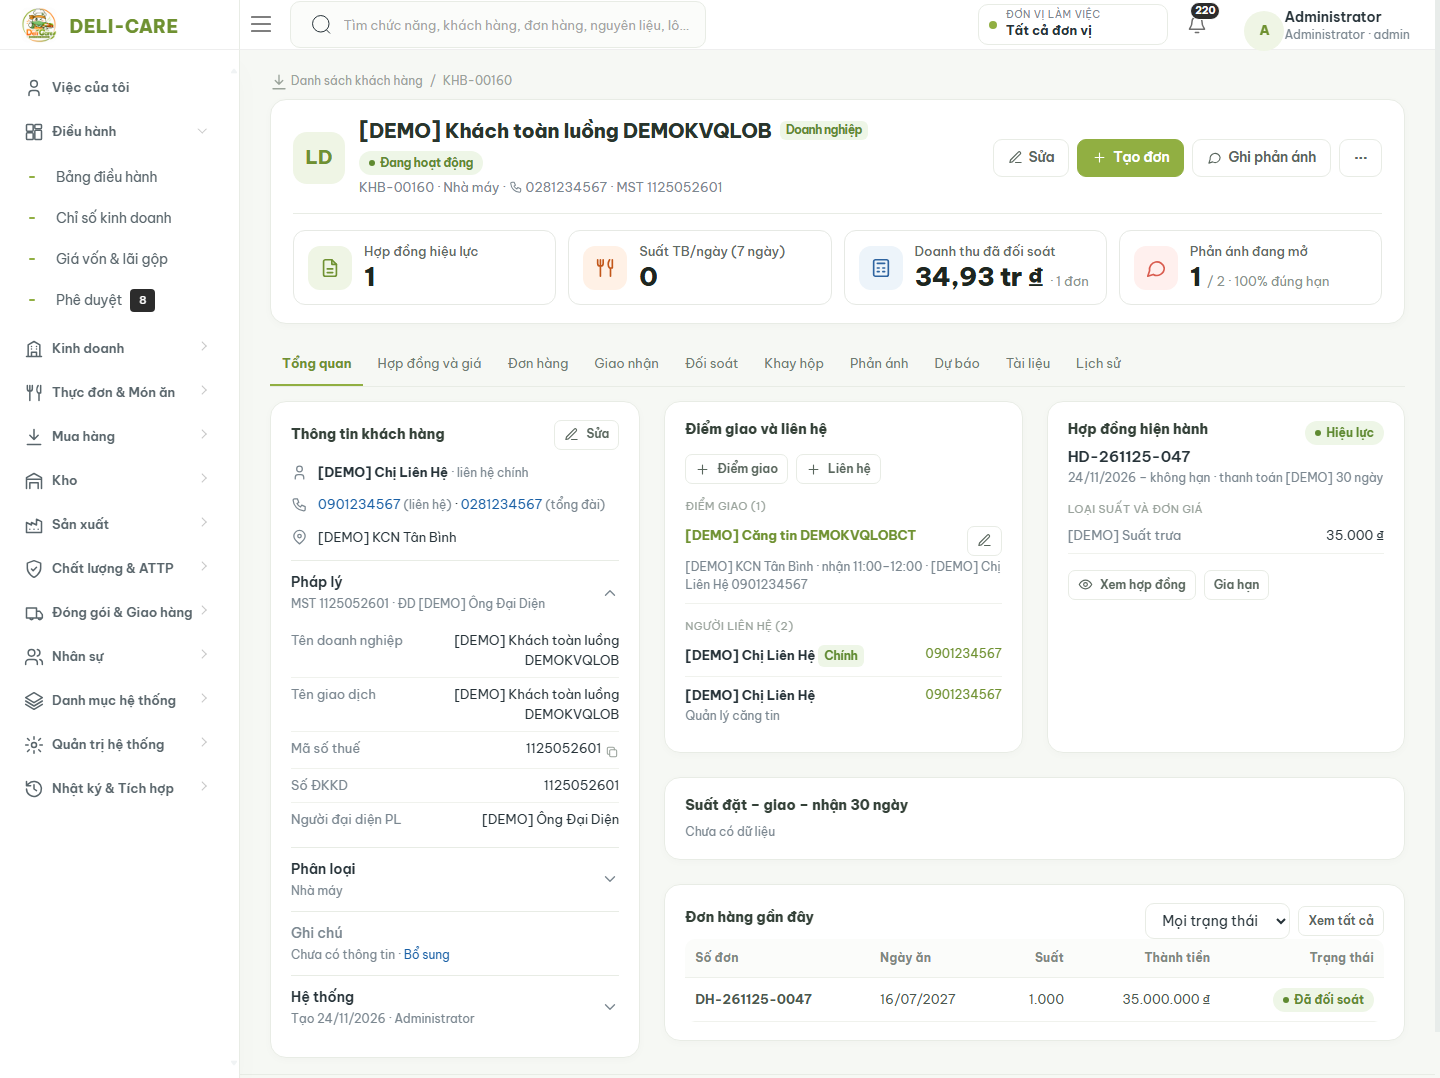 DELI-CARE
Tìm chức năng, khách hàng, đơn hàng, nguyên liệu, lô...
ĐƠN VỊ LÀM VIỆC
Tất cả đơn vị
220
A
Administrator
Administrator · admin
Việc của tôi
Điều hành
Bảng điều hành
Chỉ số kinh doanh
Giá vốn & lãi gộp
Phê duyệt 8
Kinh doanh
Thực đơn & Món ăn
Mua hàng
Kho
Sản xuất
Chất lượng & ATTP
Đóng gói & Giao hàng
Nhân sự
Danh mục hệ thống
Quản trị hệ thống
Nhật ký & Tích hợp
Danh sách khách hàng / KHB-00160
LD
[DEMO] Khách toàn luồng DEMOKVQLOB Doanh nghiệp
Đang hoạt động
KHB-00160 · Nhà máy · 0281234567 · MST 1125052601
Sửa
+ Tạo đơn
Ghi phản ánh
...
Hợp đồng hiệu lực
1
Suất TB/ngày (7 ngày)
0
Doanh thu đã đối soát
34,93 tr ₫ · 1 đơn
Phản ánh đang mở
1 / 2 · 100% đúng hạn
Tổng quan
Hợp đồng và giá
Đơn hàng
Giao nhận
Đối soát
Khay hộp
Phản ánh
Dự báo
Tài liệu
Lịch sử
Thông tin khách hàng
Sửa
[DEMO] Chị Liên Hệ · liên hệ chính
0901234567 (liên hệ) · 0281234567 (tổng đài)
[DEMO] KCN Tân Bình
Pháp lý
MST 1125052601 · ĐD [DEMO] Ông Đại Diện
Tên doanh nghiệp [DEMO] Khách toàn luồng
DEMOKVQLOB
Tên giao dịch [DEMO] Khách toàn luồng
DEMOKVQLOB
Mã số thuế 1125052601
Số ĐKKD 1125052601
Người đại diện PL [DEMO] Ông Đại Diện
Phân loại
Nhà máy
Ghi chú
Chưa có thông tin · Bổ sung
Hệ thống
Tạo 24/11/2026 · Administrator
Điểm giao và liên hệ
+ Điểm giao
+ Liên hệ
ĐIỂM GIAO (1)
[DEMO] Căng tin DEMOKVQLOBCT
[DEMO] KCN Tân Bình · nhận 11:00–12:00 · [DEMO] Chị
Liên Hệ 0901234567
NGƯỜI LIÊN HỆ (2)
[DEMO] Chị Liên Hệ Chính 0901234567
[DEMO] Chị Liên Hệ 0901234567
Quản lý căng tin
Hợp đồng hiện hành
Hiệu lực
HD-261125-047
24/11/2026 – không hạn · thanh toán [DEMO] 30 ngày
LOẠI SUẤT VÀ ĐƠN GIÁ
[DEMO] Suất trưa 35.000 ₫
Xem hợp đồng
Gia hạn
Suất đặt – giao – nhận 30 ngày
Chưa có dữ liệu
Đơn hàng gần đây
Mọi trạng thái
Xem tất cả
Số đơn Ngày ăn Suất Thành tiền Trạng thái
DH-261125-0047 16/07/2027 1.000 35.000.000 ₫ Đã đối soát